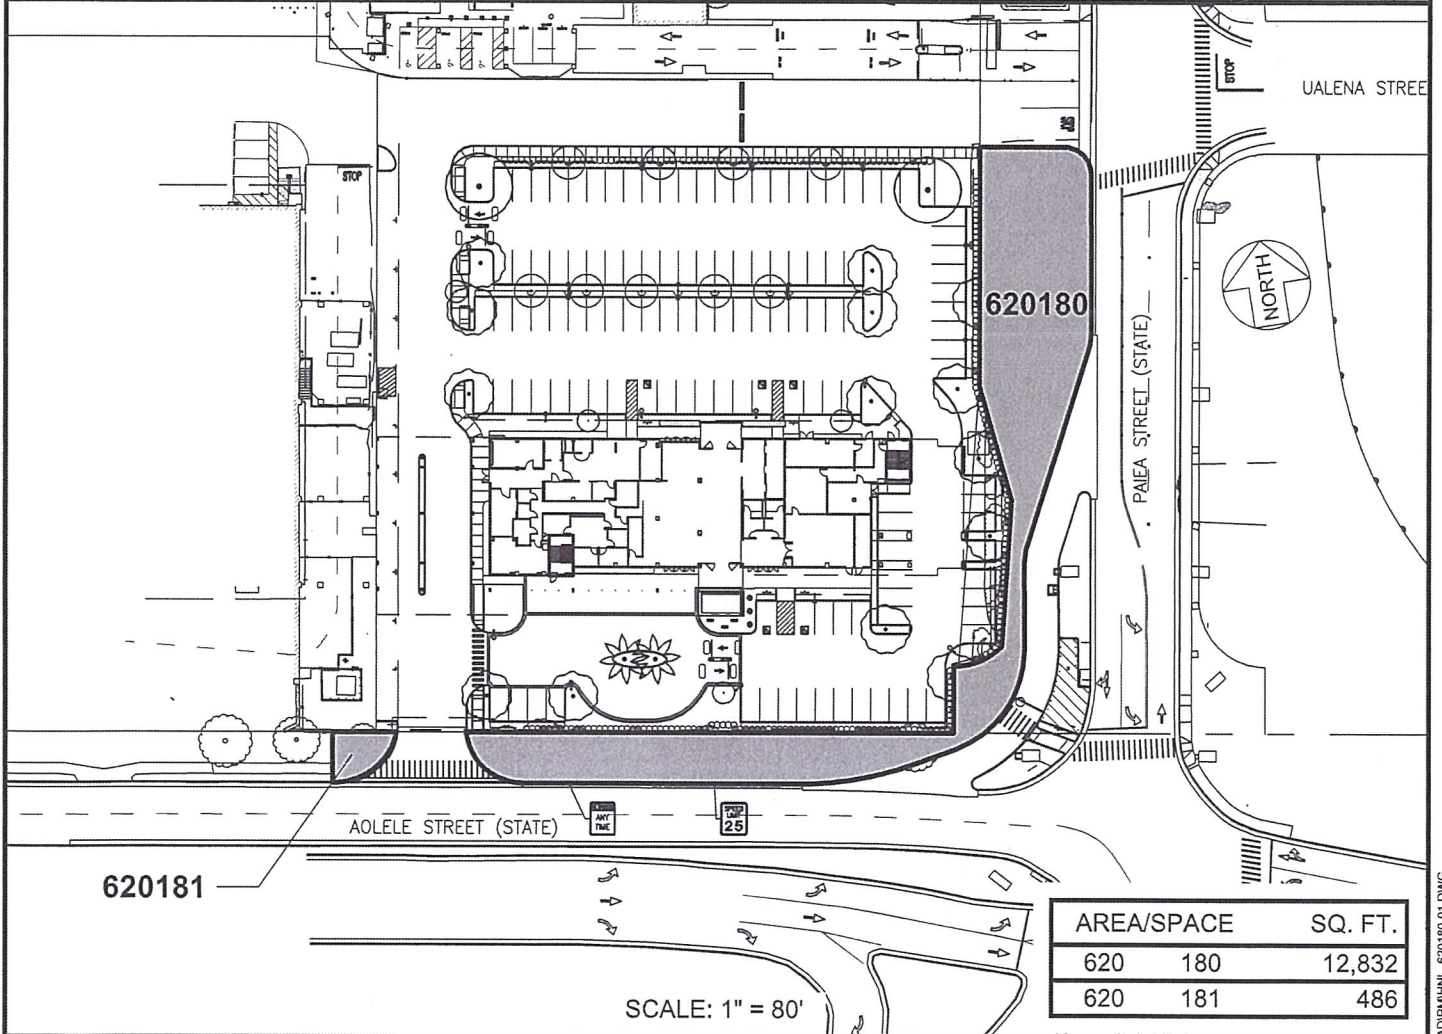 STOP
UALENA STREE
STOP
NORTH
620180
PAIEA STREET (STATE)
ANY
TIME
SPEED
LIMIT
25
AOLELE STREET (STATE)
620181
AREA/SPACE SQ. FT.
620 180 12,832
620 181 486
SCALE: 1" = 80'